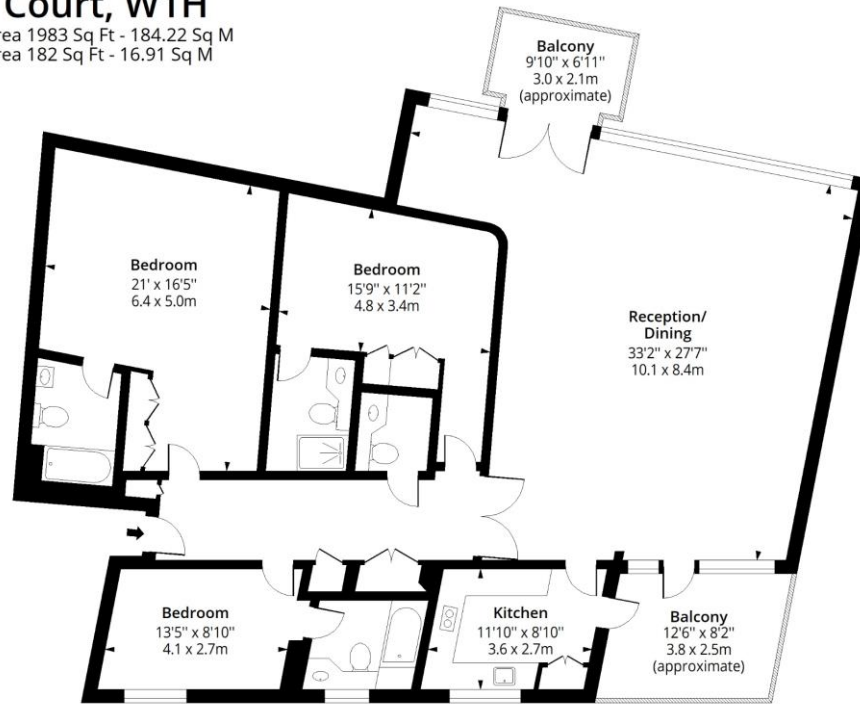 Court, W1H
rea 1983 Sq Ft - 184.22 Sq M
rea 182 Sq Ft - 16.91 Sq M
Balcony
9'10" x 6'11"
3.0 x 2.1m
(approximate)
Bedroom
21' x 16'5"
6.4 x 5.0m
Bedroom
15'9" x 11'2"
4.8 x 3.4m
Reception/
Dining
33'2" x 27'7"
10.1 x 8.4m
Bedroom
13'5" x 8'10"
4.1 x 2.7m
Kitchen
11'10" x 8'10"
3.6 x 2.7m
Balcony
12'6" x 8'2"
3.8 x 2.5m
(approximate)